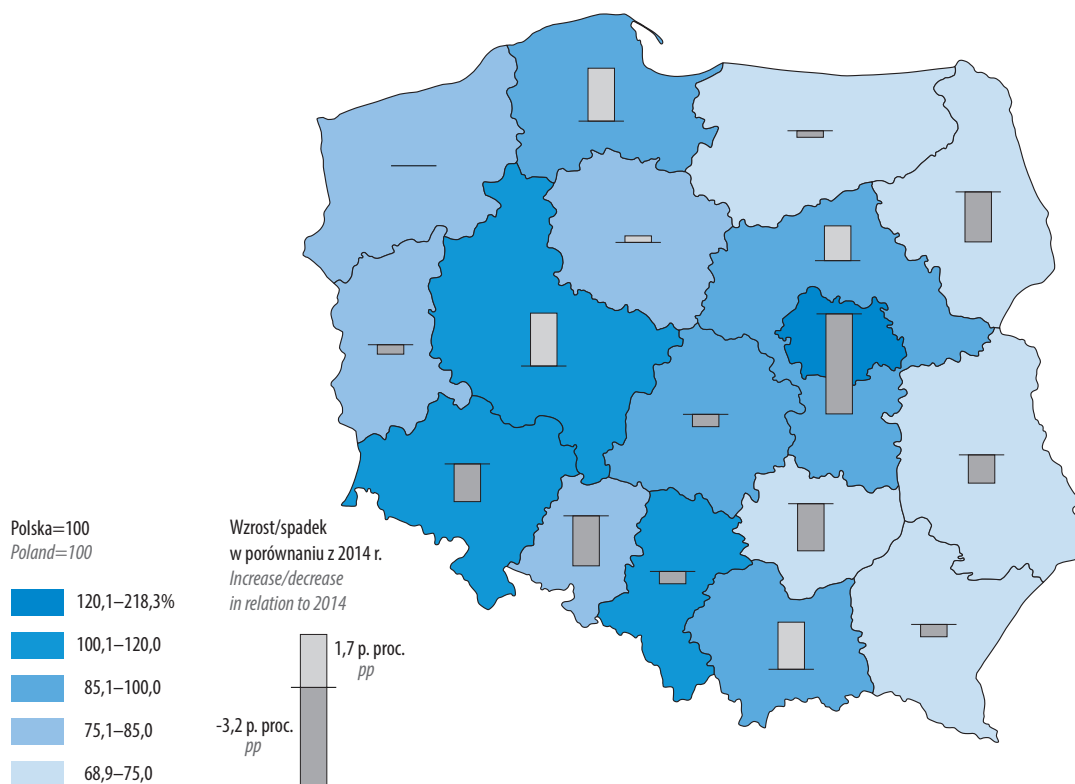 Polska=100
Poland=100
120,1–218,3%
100,1–120,0
85,1–100,0
75,1–85,0
68,9–75,0
Wzrost/spadek
w porównaniu z 2014 r.
Increase/decrease
in relation to 2014
1,7 p. proc.
pp
-3,2 p. proc.
pp